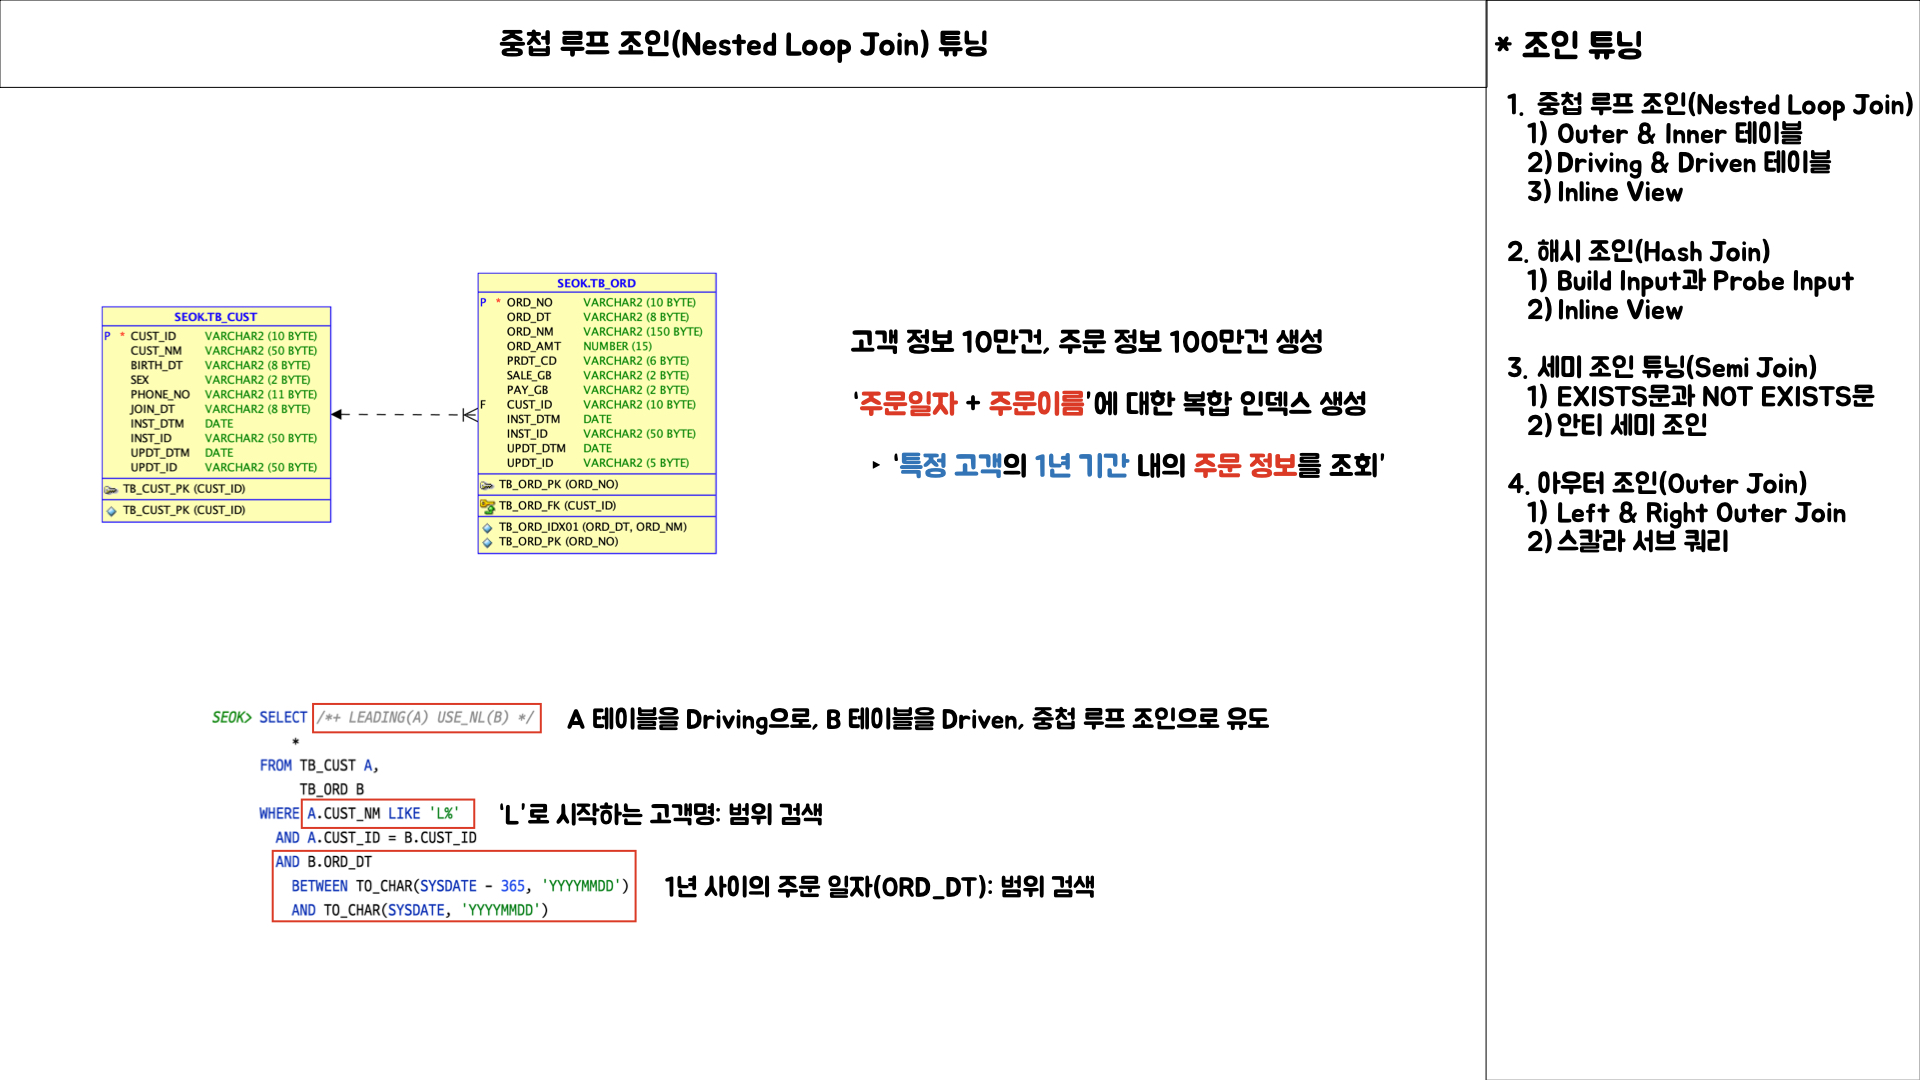 중첩 루프 조인(Nested Loop Join) 튜닝
SEOK.TB_CUST
P * CUST_ID VARCHAR2 (10 BYTE)
CUST_NM VARCHAR2 (50 BYTE)
BIRTH_DT VARCHAR2 (8 BYTE)
SEX VARCHAR2 (2 BYTE)
PHONE_NO VARCHAR2 (11 BYTE)
JOIN_DT VARCHAR2 (8 BYTE)
INST_DTM DATE
INST_ID VARCHAR2 (50 BYTE)
UPDT_DTM DATE
UPDT_ID VARCHAR2 (50 BYTE)
TB_CUST_PK (CUST_ID)
TB_CUST_PK (CUST_ID)
SEOK.TB_ORD
P * ORD_NO VARCHAR2 (10 BYTE)
ORD_DT VARCHAR2 (8 BYTE)
ORD_NM VARCHAR2 (150 BYTE)
ORD_AMT NUMBER (15)
PRDT_CD VARCHAR2 (6 BYTE)
SALE_GB VARCHAR2 (2 BYTE)
PAY_GB VARCHAR2 (2 BYTE)
F CUST_ID VARCHAR2 (10 BYTE)
INST_DTM DATE
INST_ID VARCHAR2 (50 BYTE)
UPDT_DTM DATE
UPDT_ID VARCHAR2 (5 BYTE)
TB_ORD_PK (ORD_NO)
TB_ORD_FK (CUST_ID)
TB_ORD_IDX01 (ORD_DT, ORD_NM)
TB_ORD_PK (ORD_NO)
고객 정보 10만건, 주문 정보 100만건 생성
'주문일자 + 주문이름'에 대한 복합 인덱스 생성
‣ '특정 고객의 1년 기간 내의 주문 정보를 조회'
SEOK> SELECT /*+ LEADING(A) USE_NL(B) */
*
FROM TB_CUST A,
TB_ORD B
WHERE A.CUST_NM LIKE 'L%'
AND A.CUST_ID = B.CUST_ID
AND B.ORD_DT
BETWEEN TO_CHAR(SYSDATE - 365, 'YYYYMMDD')
AND TO_CHAR(SYSDATE, 'YYYYMMDD')
A 테이블을 Driving으로, B 테이블을 Driven, 중첩 루프 조인으로 유도
'L'로 시작하는 고객명: 범위 검색
1년 사이의 주문 일자(ORD_DT): 범위 검색
* 조인 튜닝
1. 중첩 루프 조인(Nested Loop Join)
1) Outer & Inner 테이블
2) Driving & Driven 테이블
3) Inline View
2. 해시 조인(Hash Join)
1) Build Input과 Probe Input
2) Inline View
3. 세미 조인 튜닝(Semi Join)
1) EXISTS문과 NOT EXISTS문
2) 안티 세미 조인
4. 아우터 조인(Outer Join)
1) Left & Right Outer Join
2) 스칼라 서브 쿼리